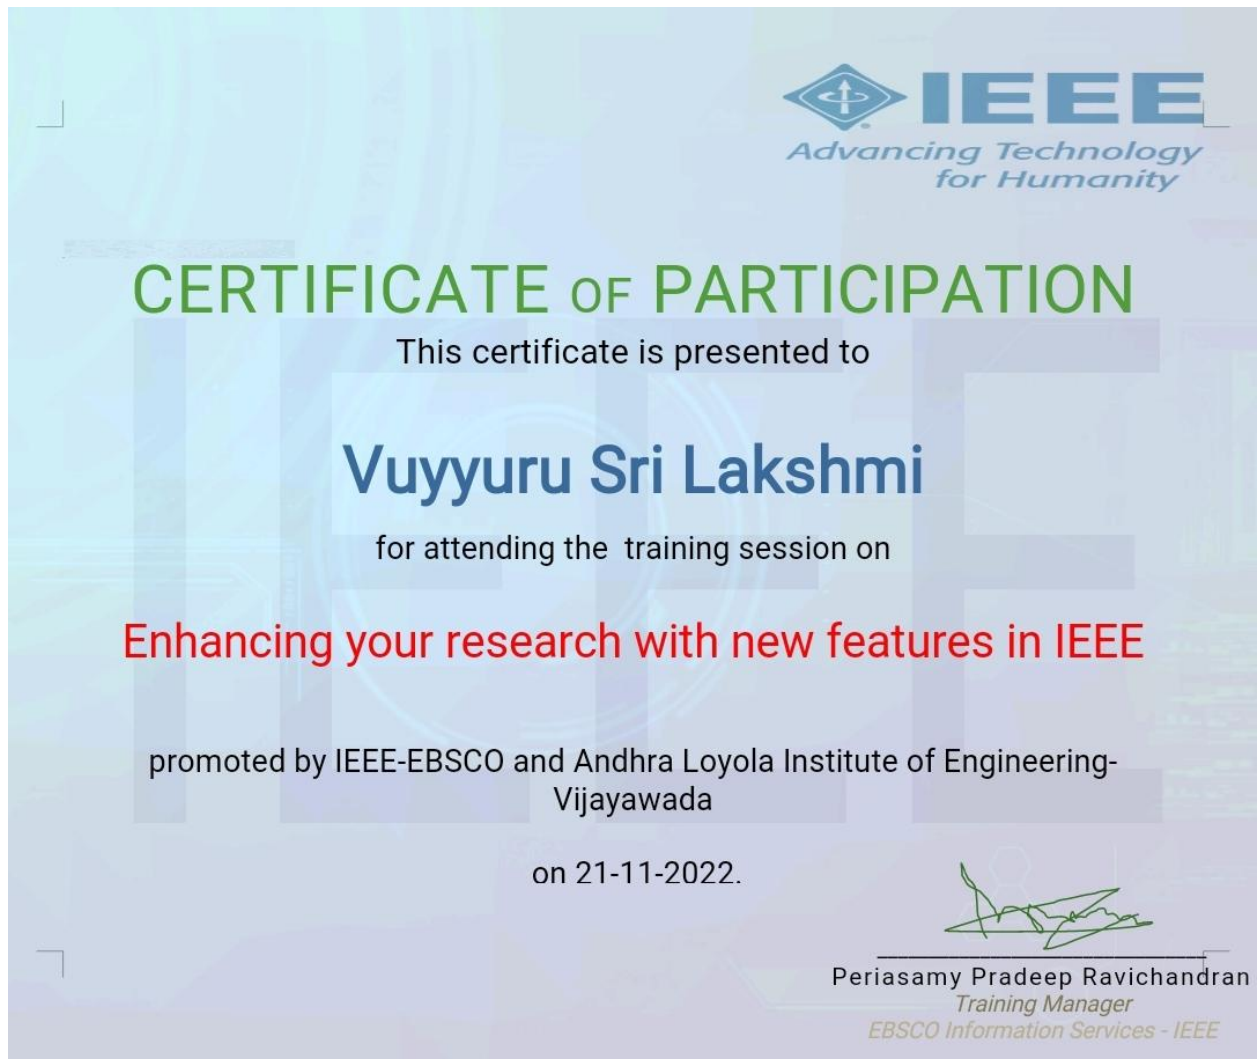 IEEE
Advancing Technology
for Humanity
CERTIFICATE OF PARTICIPATION
This certificate is presented to
Vuyyuru Sri Lakshmi
for attending the training session on
Enhancing your research with new features in IEEE
promoted by IEEE-EBSCO and Andhra Loyola Institute of Engineering-
Vijayawada
on 21-11-2022.
Periasamy Pradeep Ravichandran
Training Manager
EBSCO Information Services - IEEE